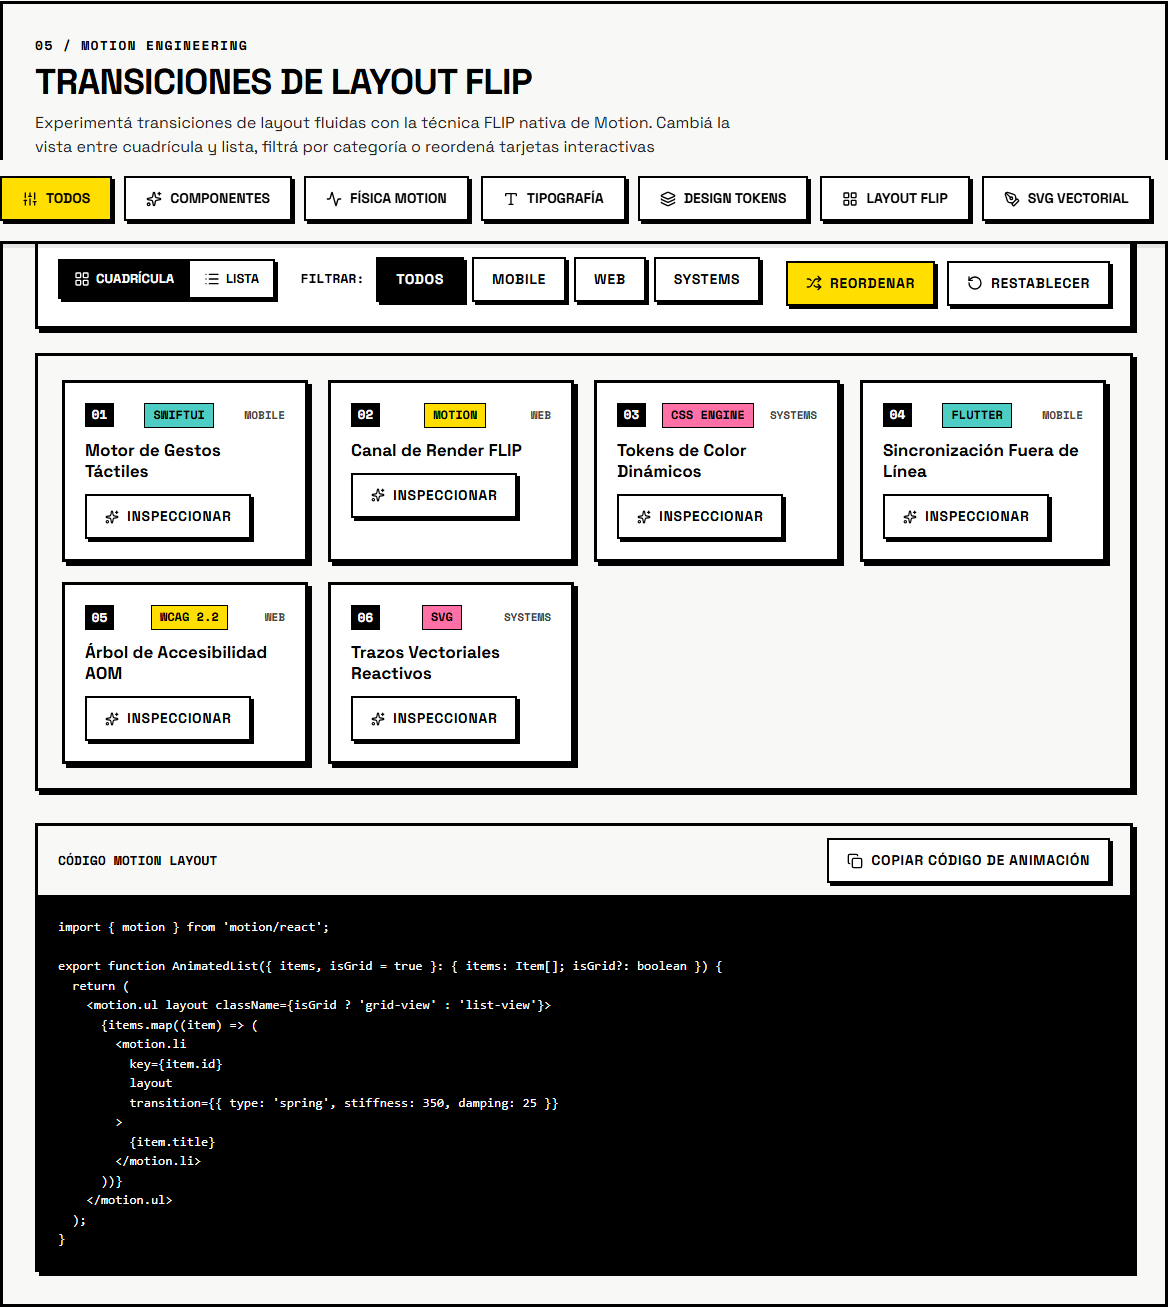 05 / MOTION ENGINEERING
TRANSICIONES DE LAYOUT FLIP
Experimentá transiciones de layout fluidas con la técnica FLIP nativa de Motion. Cambiá la
vista entre cuadrícula y lista, filtrá por categoría o reordená tarjetas interactivas
TODOS COMPONENTES FÍSICA MOTION TIPOGRAFÍA DESIGN TOKENS LAYOUT FLIP SVG VECTORIAL
CUADRÍCULA LISTA FILTRAR: TODOS MOBILE WEB SYSTEMS REORDENAR RESTABLECER
01 SWIFTUI MOBILE
Motor de Gestos
Táctiles
INSPECCIONAR
02 MOTION WEB
Canal de Render FLIP
INSPECCIONAR
03 CSS ENGINE SYSTEMS
Tokens de Color
Dinámicos
INSPECCIONAR
04 FLUTTER MOBILE
Sincronización Fuera de
Línea
INSPECCIONAR
05 WCAG 2.2 WEB
Árbol de Accesibilidad
AOM
INSPECCIONAR
06 SVG SYSTEMS
Trazos Vectoriales
Reactivos
INSPECCIONAR
CÓDIGO MOTION LAYOUT
COPIAR CÓDIGO DE ANIMACIÓN
import { motion } from 'motion/react';
export function AnimatedList({ items, isGrid = true }: { items: Item[]; isGrid?: boolean }) {
  return (
    <motion.ul layout className={isGrid ? 'grid-view' : 'list-view'}>
      {items.map((item) => (
        <motion.li
          key={item.id}
          layout
          transition={{ type: 'spring', stiffness: 350, damping: 25 }}
        >
          {item.title}
        </motion.li>
      ))}
    </motion.ul>
  );
}